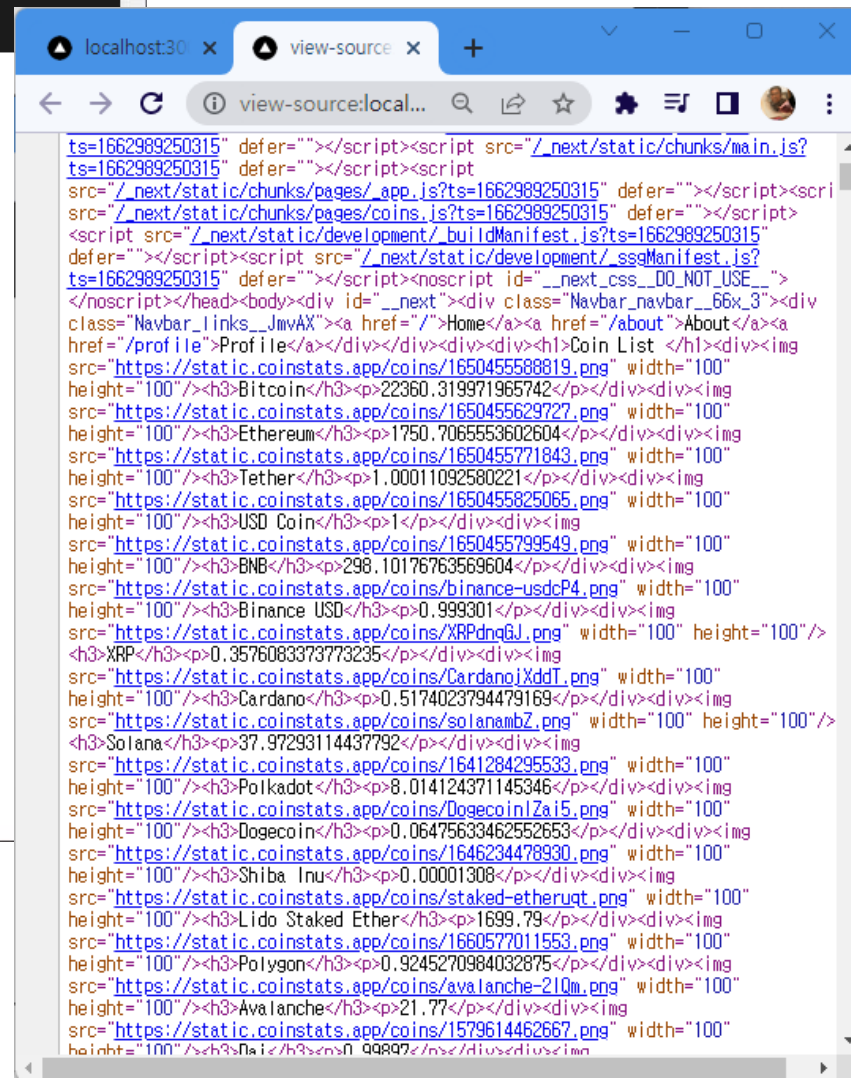 localhost:30
view-source
view-source:local...
ts=1662989250315" defer=""></script><script src="/_next/static/chunks/main.js?
ts=1662989250315" defer=""></script><script
src="/_next/static/chunks/pages/_app.js?ts=1662989250315" defer=""></script><scri
src="/_next/static/chunks/pages/coins.js?ts=1662989250315" defer=""></script>
<script src="/_next/static/development/_buildManifest.js?ts=1662989250315"
defer=""></script><script src="/_next/static/development/_ssgManifest.js?
ts=1662989250315" defer=""></script><noscript id="__next_css__DO_NOT_USE__">
</noscript></head><body><div id="__next"><div class="Navbar_navbar__66x_3"><div
class="Navbar_links__JmvAX"><a href="/">Home</a><a href="/about">About</a><a
href="/profile">Profile</a></div></div><div><div><h1>Coin List </h1><div><img
src="https://static.coinstats.app/coins/1650455588819.png" width="100"
height="100"/><h3>Bitcoin</h3><p>22360.319971965742</p></div><div><img
src="https://static.coinstats.app/coins/1650455629727.png" width="100"
height="100"/><h3>Ethereum</h3><p>1750.7065553602604</p></div><div><img
src="https://static.coinstats.app/coins/1650455771843.png" width="100"
height="100"/><h3>Tether</h3><p>1.00011092580221</p></div><div><img
src="https://static.coinstats.app/coins/1650455825065.png" width="100"
height="100"/><h3>USD Coin</h3><p>1</p></div><div><img
src="https://static.coinstats.app/coins/1650455799549.png" width="100"
height="100"/><h3>BNB</h3><p>298.10176763569604</p></div><div><img
src="https://static.coinstats.app/coins/binance-usdcP4.png" width="100"
height="100"/><h3>Binance USD</h3><p>0.999301</p></div><div><img
src="https://static.coinstats.app/coins/XRPdnqGJ.png" width="100" height="100"/>
<h3>XRP</h3><p>0.3576083373773235</p></div><div><img
src="https://static.coinstats.app/coins/CardanojXddT.png" width="100"
height="100"/><h3>Cardano</h3><p>0.5174023794479169</p></div><div><img
src="https://static.coinstats.app/coins/solanambZ.png" width="100" height="100"/>
<h3>Solana</h3><p>37.97293114437792</p></div><div><img
src="https://static.coinstats.app/coins/1641284295533.png" width="100"
height="100"/><h3>Polkadot</h3><p>8.014124371145346</p></div><div><img
src="https://static.coinstats.app/coins/DogecoinIZai5.png" width="100"
height="100"/><h3>Dogecoin</h3><p>0.06475633462552653</p></div><div><img
src="https://static.coinstats.app/coins/1646234478930.png" width="100"
height="100"/><h3>Shiba Inu</h3><p>0.00001308</p></div><div><img
src="https://static.coinstats.app/coins/staked-etheruqt.png" width="100"
height="100"/><h3>Lido Staked Ether</h3><p>1699.79</p></div><div><img
src="https://static.coinstats.app/coins/1660577011553.png" width="100"
height="100"/><h3>Polygon</h3><p>0.9245270984032875</p></div><div><img
src="https://static.coinstats.app/coins/avalanche-2IQm.png" width="100"
height="100"/><h3>Avalanche</h3><p>21.77</p></div><div><img
src="https://static.coinstats.app/coins/1579614462667.png" width="100"
height="100"/><h3>Dai</h3><p>0.99897</p></div><div><img